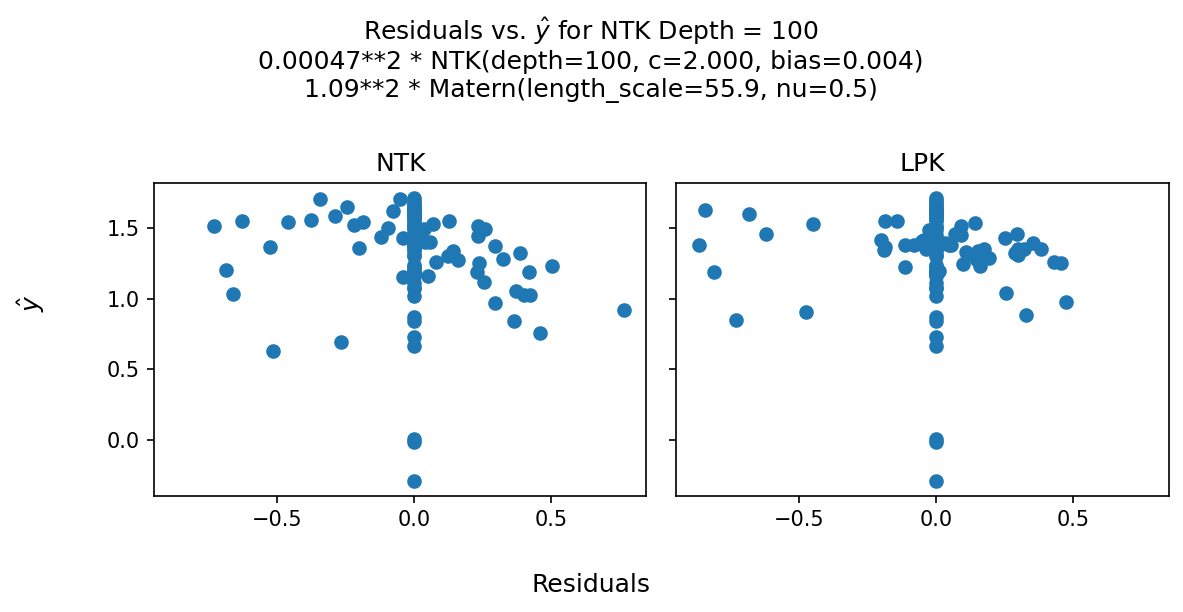 Residuals vs. ŷ for NTK Depth = 100
0.00047**2 * NTK(depth=100, c=2.000, bias=0.004)
1.09**2 * Matern(length_scale=55.9, nu=0.5)
NTK
LPK
1.5
1.0
0.5
0.0
ŷ
−0.5
0.0
0.5
−0.5
0.0
0.5
Residuals